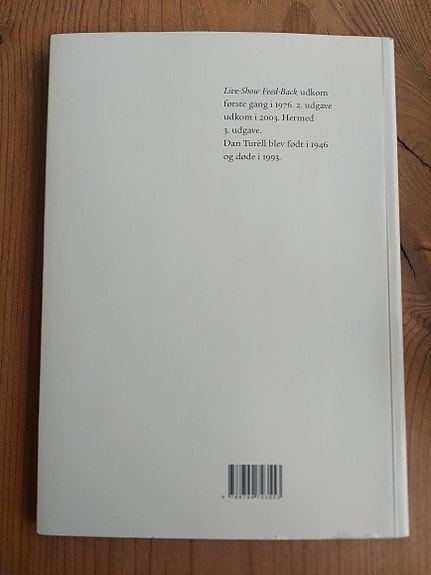 Live-Show Feed-Back udkom
første gang i 1976. 2. udgave
udkom i 2003. Hermed
3. udgave.
Dan Turèll blev født i 1946
og døde i 1993.